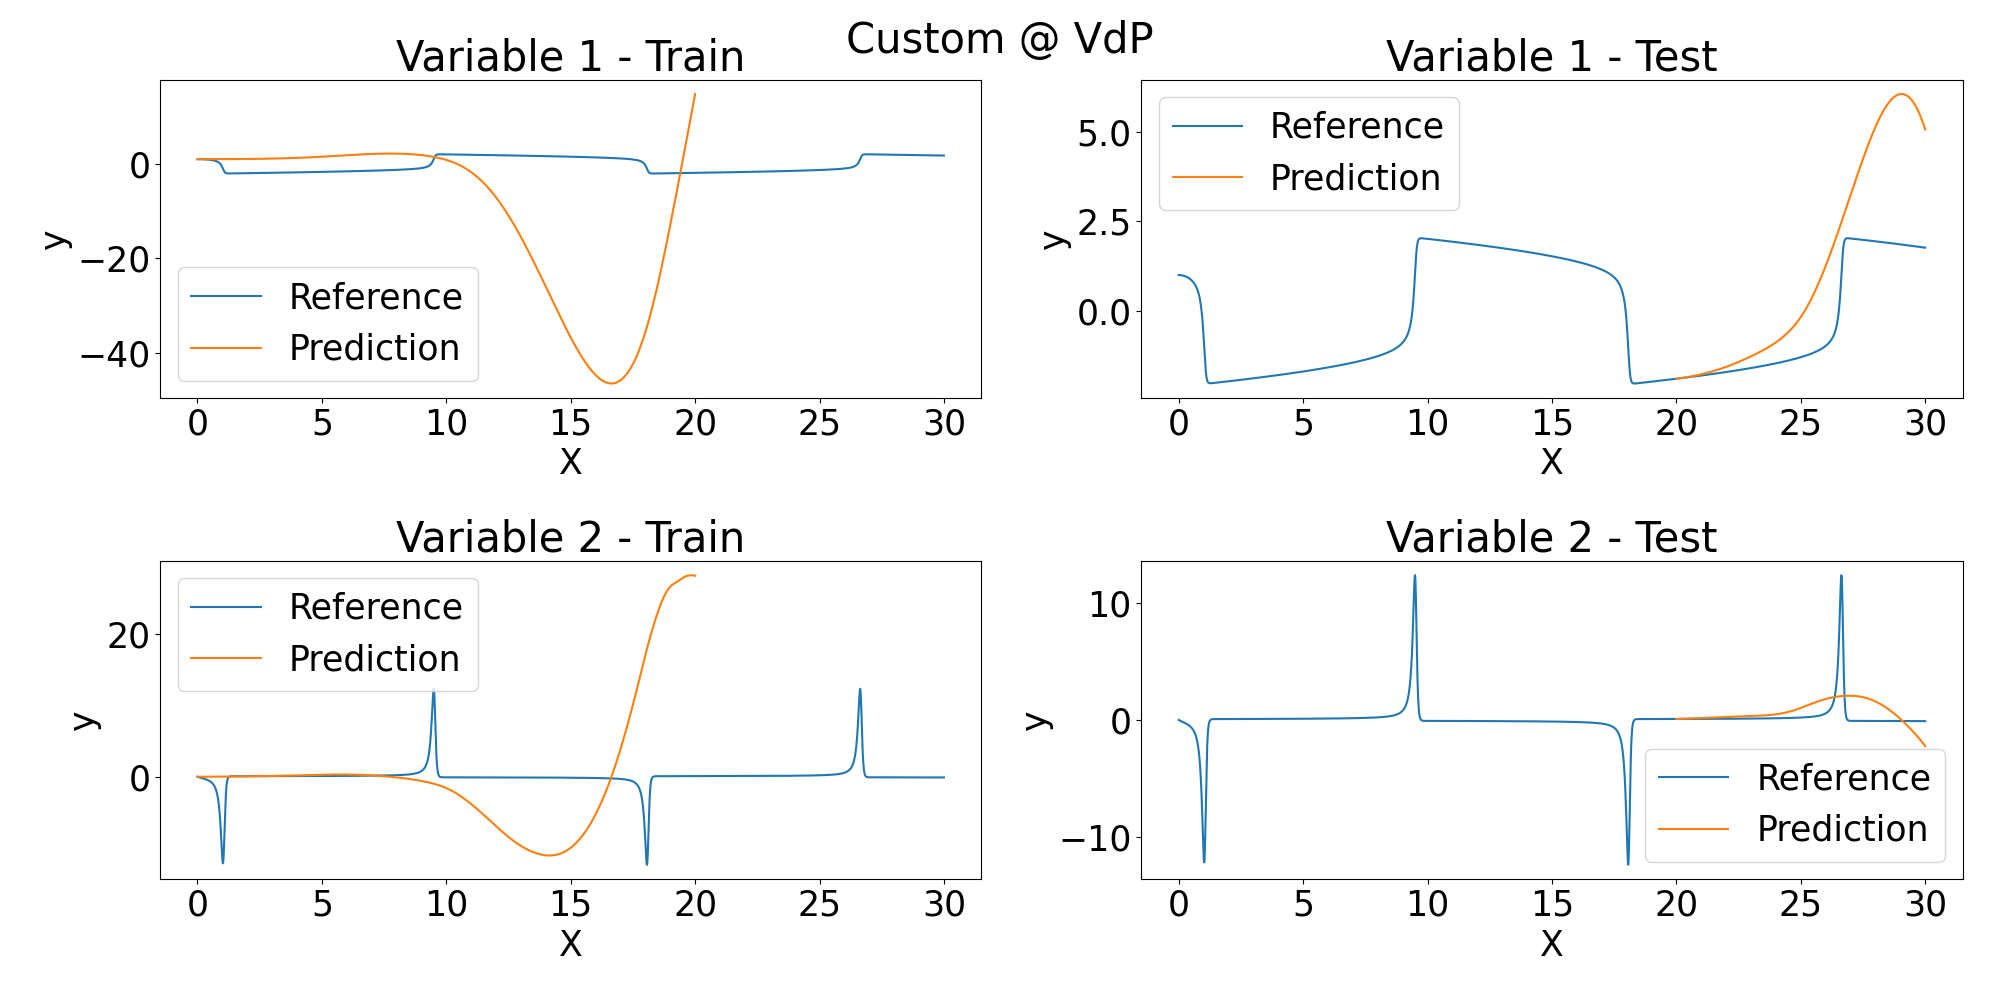 Custom @ VdP
Variable 1 - Train
0
−20
−40
y
Reference
Prediction
0 5 10 15 20 25 30
X
Variable 1 - Test
5.0
2.5
0.0
y
Reference
Prediction
0 5 10 15 20 25 30
X
Variable 2 - Train
20
0
y
Reference
Prediction
0 5 10 15 20 25 30
X
Variable 2 - Test
10
0
−10
y
Reference
Prediction
0 5 10 15 20 25 30
X